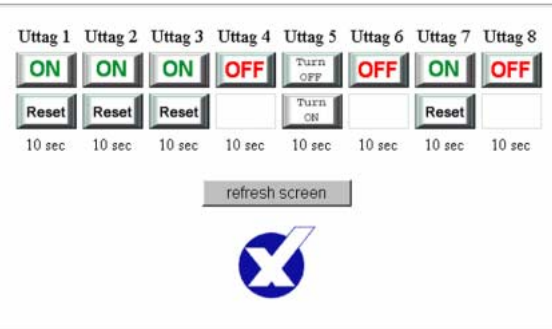 Uttag 1 Uttag 2 Uttag 3 Uttag 4 Uttag 5 Uttag 6 Uttag 7 Uttag 8
ON ON ON OFF Turn OFF OFF ON OFF
Reset Reset Reset Turn ON Reset
10 sec 10 sec 10 sec 10 sec 10 sec 10 sec 10 sec 10 sec
refresh screen